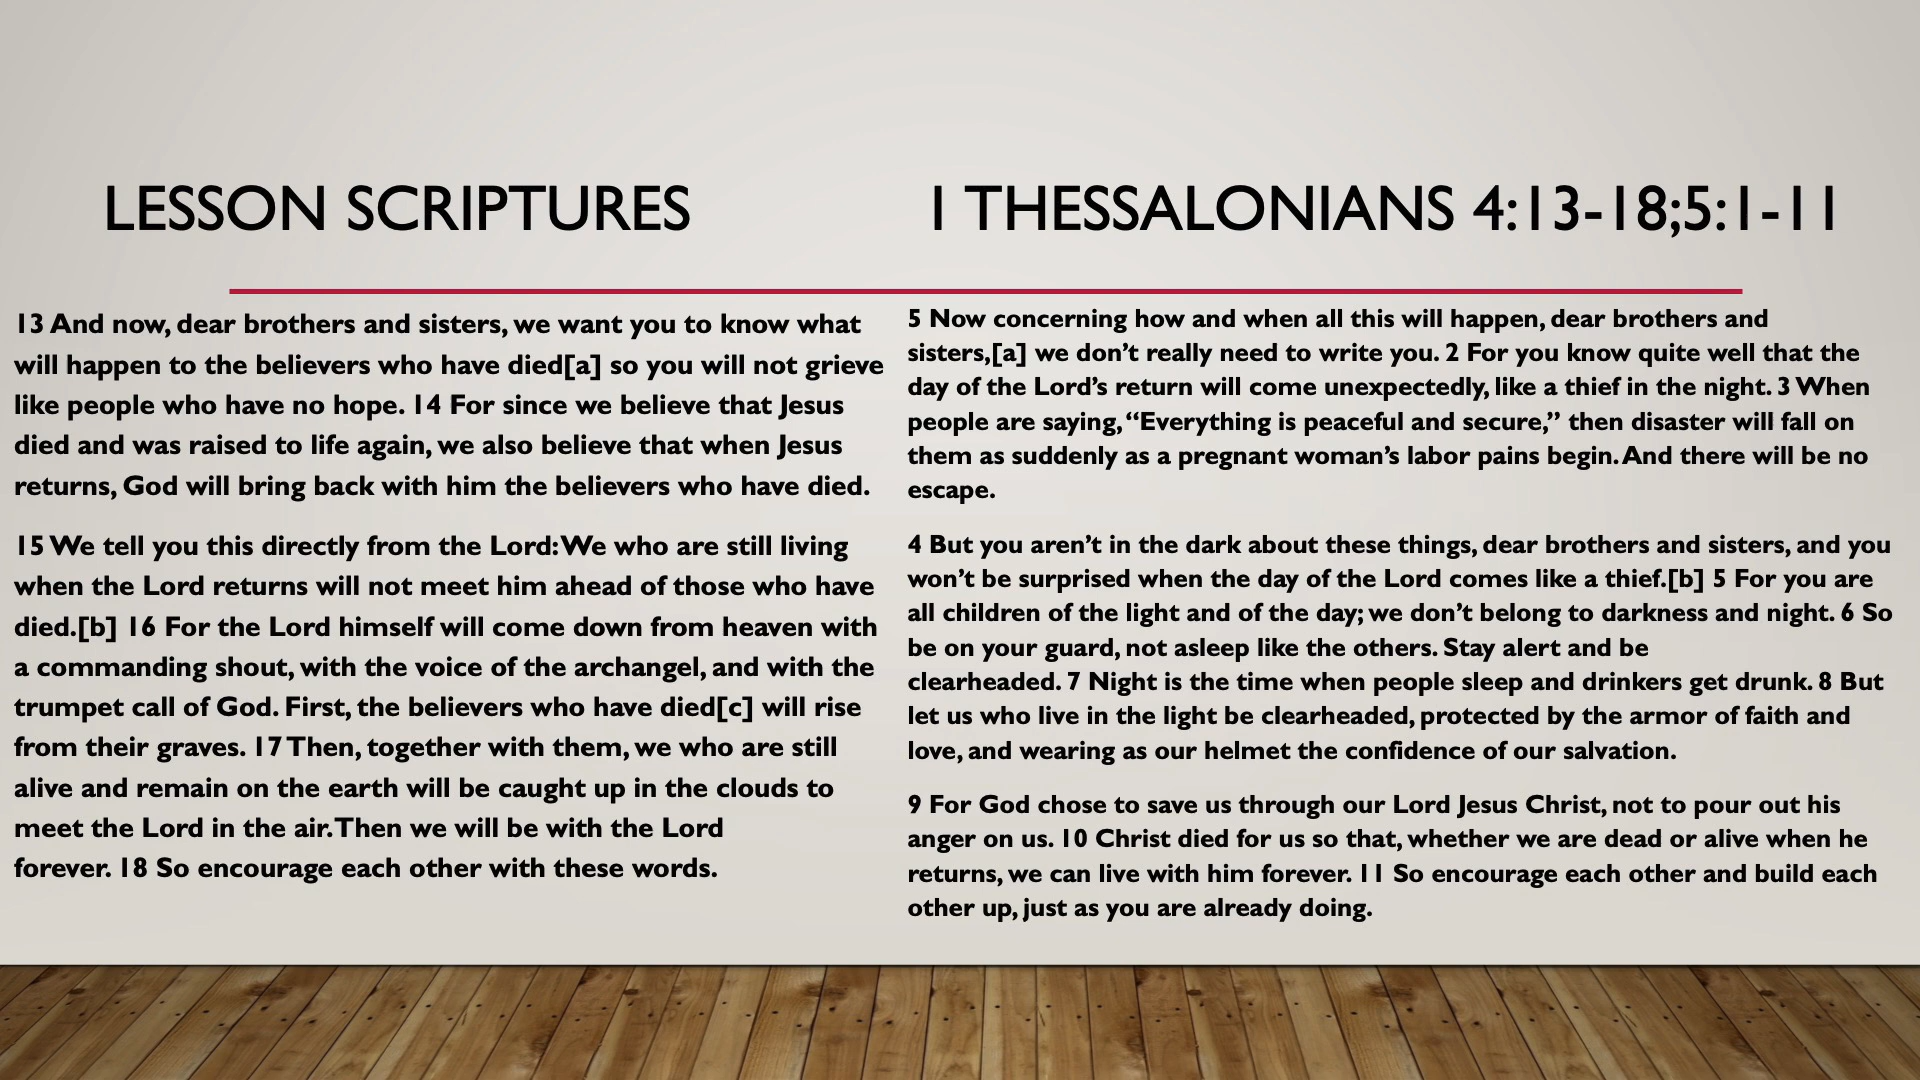 LESSON SCRIPTURES
1 THESSALONIANS 4:13-18;5:1-11
13 And now, dear brothers and sisters, we want you to know what
will happen to the believers who have died[a] so you will not grieve
like people who have no hope. 14 For since we believe that Jesus
died and was raised to life again, we also believe that when Jesus
returns, God will bring back with him the believers who have died.
15 We tell you this directly from the Lord: We who are still living
when the Lord returns will not meet him ahead of those who have
died.[b] 16 For the Lord himself will come down from heaven with
a commanding shout, with the voice of the archangel, and with the
trumpet call of God. First, the believers who have died[c] will rise
from their graves. 17 Then, together with them, we who are still
alive and remain on the earth will be caught up in the clouds to
meet the Lord in the air. Then we will be with the Lord
forever. 18 So encourage each other with these words.
5 Now concerning how and when all this will happen, dear brothers and
sisters,[a] we don’t really need to write you. 2 For you know quite well that the
day of the Lord’s return will come unexpectedly, like a thief in the night. 3 When
people are saying, “Everything is peaceful and secure,” then disaster will fall on
them as suddenly as a pregnant woman’s labor pains begin. And there will be no
escape.
4 But you aren’t in the dark about these things, dear brothers and sisters, and you
won’t be surprised when the day of the Lord comes like a thief.[b] 5 For you are
all children of the light and of the day; we don’t belong to darkness and night. 6 So
be on your guard, not asleep like the others. Stay alert and be
clearheaded. 7 Night is the time when people sleep and drinkers get drunk. 8 But
let us who live in the light be clearheaded, protected by the armor of faith and
love, and wearing as our helmet the confidence of our salvation.
9 For God chose to save us through our Lord Jesus Christ, not to pour out his
anger on us. 10 Christ died for us so that, whether we are dead or alive when he
returns, we can live with him forever. 11 So encourage each other and build each
other up, just as you are already doing.